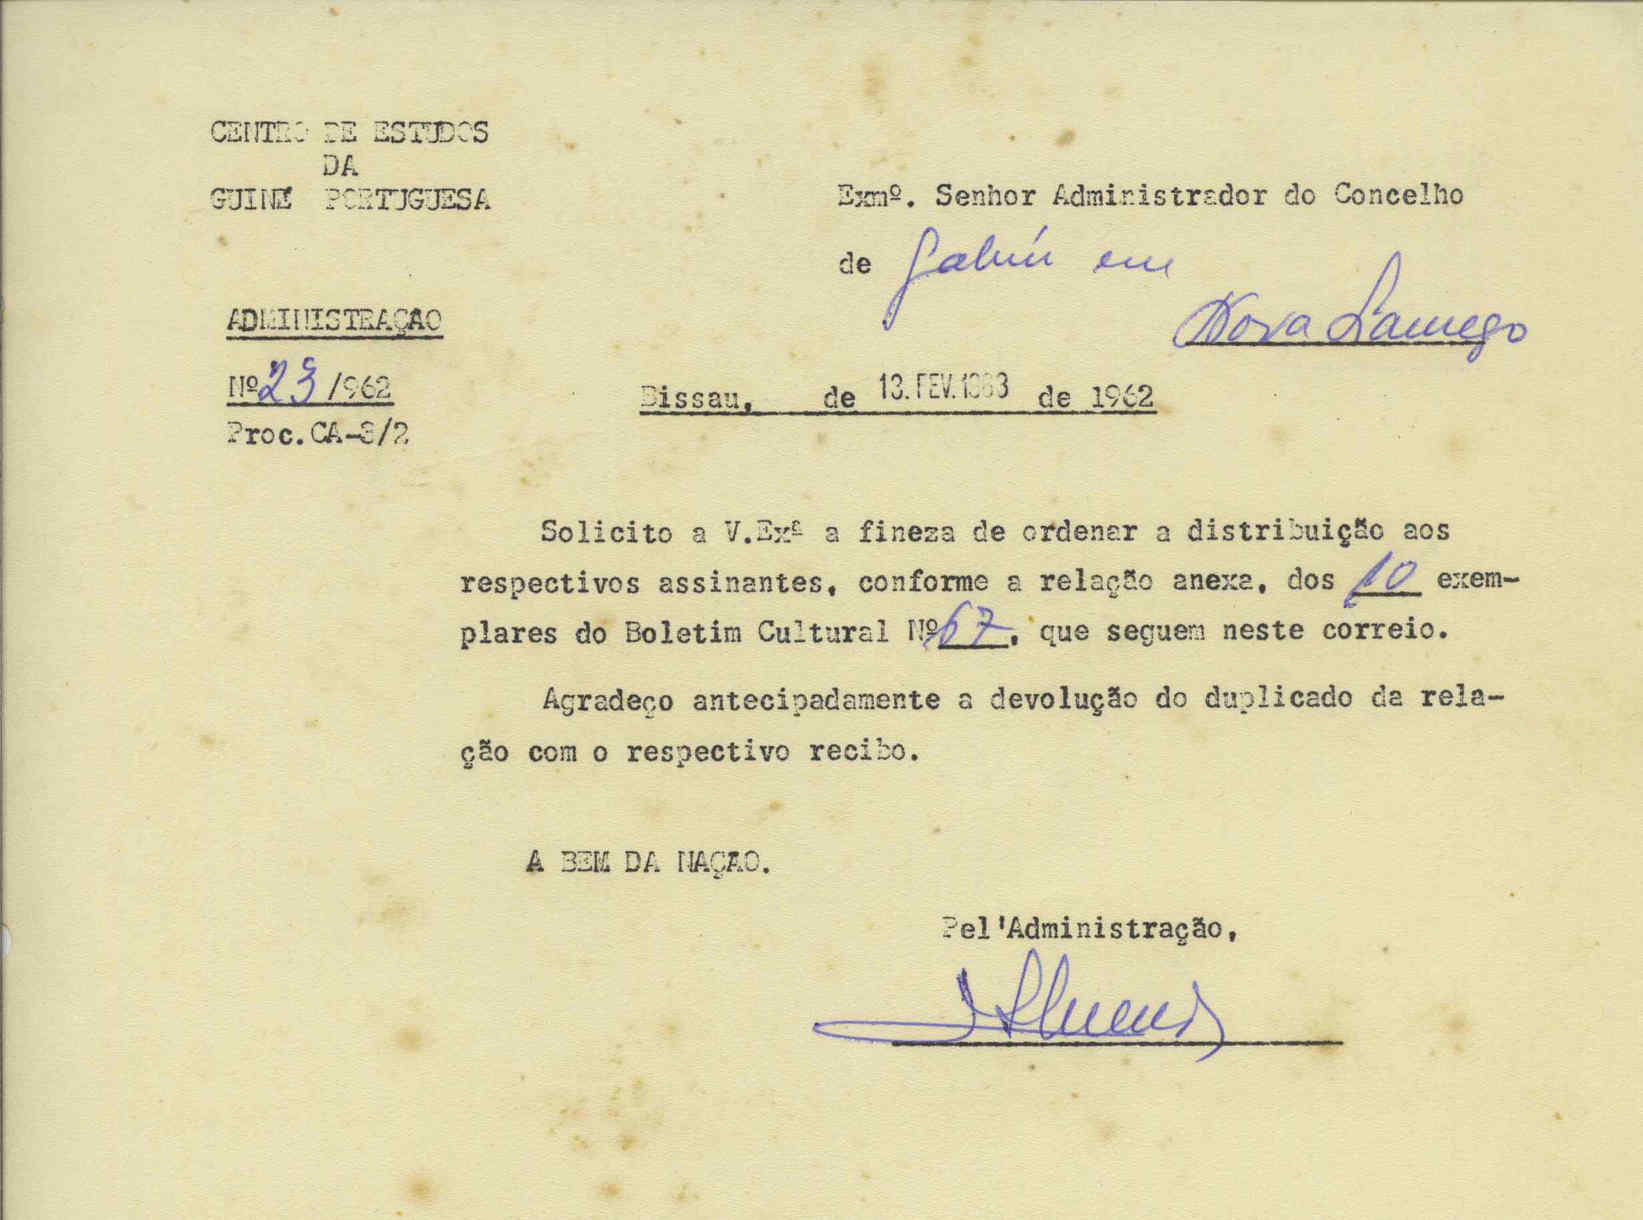 CENTRO DE ESTUDOS
DA
GUINÉ PORTUGUESA
Exmº. Senhor Administrador do Concelho
de Gabú em
Nova Lamego
ADMINISTRAÇAO
Nº 23 /962
Proc.CA-3/2
Bissau, de 13.FEV.1963 de 1962
Solicito a V.Exª a fineza de ordenar a distribuição aos
respectivos assinantes, conforme a relação anexa, dos 10 exem-
plares do Boletim Cultural Nº 67, que seguem neste correio.
Agradeço antecipadamente a devolução do duplicado da rela-
ção com o respectivo recibo.
A BEM DA NAÇAO.
Pel'Administração,